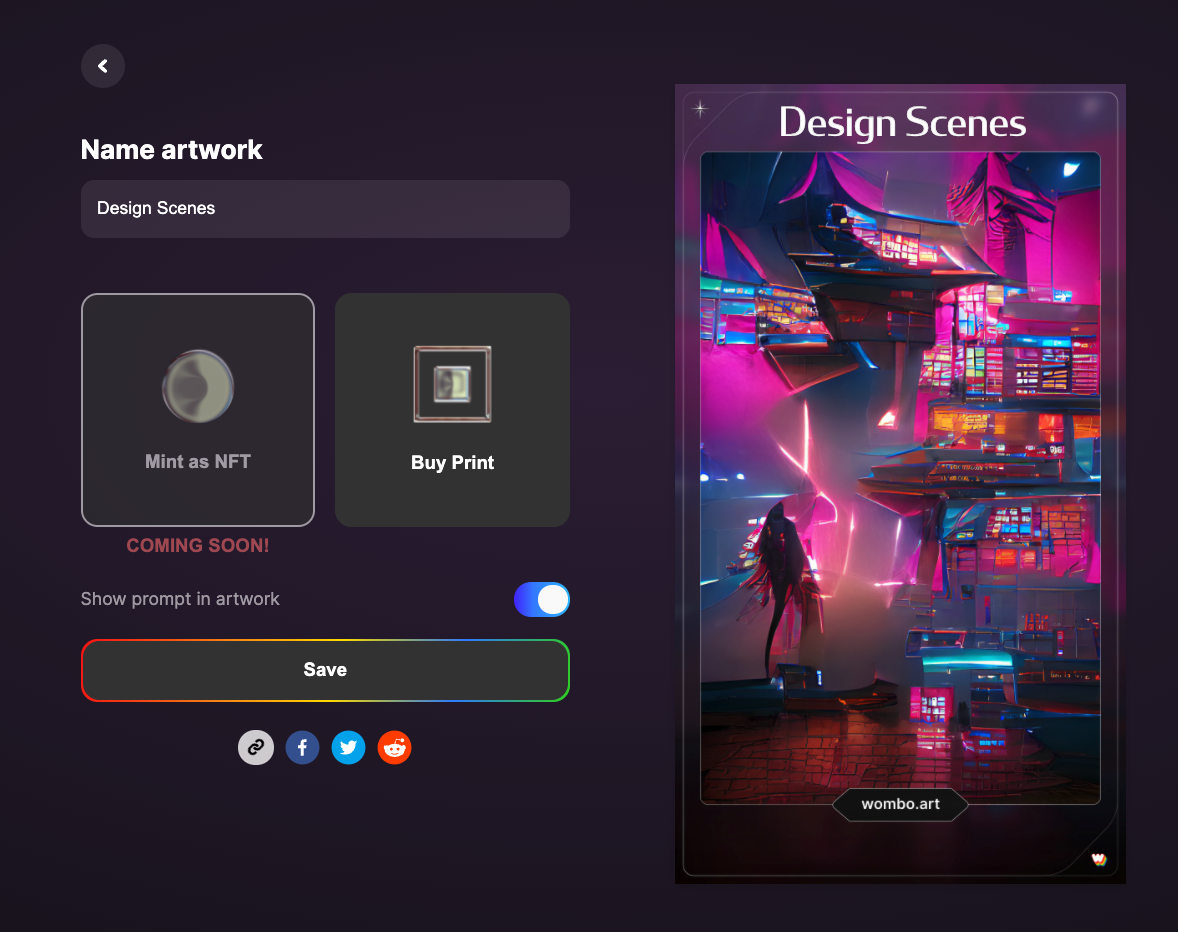 Name artwork
Design Scenes
Mint as NFT
Buy Print
COMING SOON!
Show prompt in artwork
Save
Design Scenes
wombo.art
W